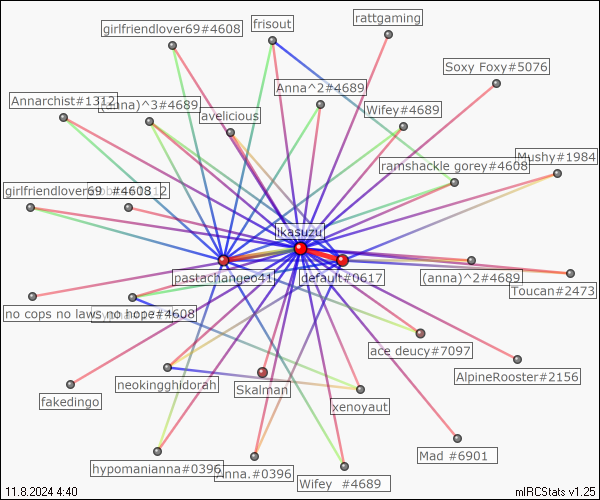 frisout
rattgaming
girlfriendlover69#4608
Soxy Foxy#5076
Anna^2#4689
Annarchist#1312
(anna)^3#4689
avelicious
Wifey#4689
Mushy#1984
ramshackle gorey#4608
girlfriendlover69 #4608
ikasuzu
pastachangeo41
default#0617
(anna)^2#4689
Toucan#2473
no cops no laws no hope#4608
ace deucy#7097
AlpineRooster#2156
neokingghidorah
Skalman
fakedingo
xenoyaut
Mad #6901
hypomanianna#0396
Anna.#0396
Wifey #4689
11.8.2024 4:40
mIRCStats v1.25